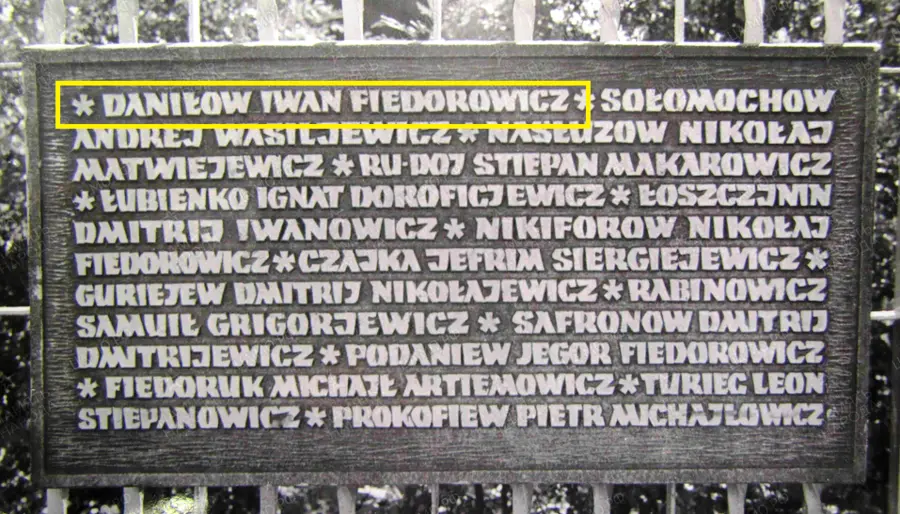 * DANIŁOW IWAN FIEDOROWICZ * SOŁOMOCHOW
ANDREJ WASILJEWICZ * NASŁUZOW NIKOŁAJ
MATWIEJEWICZ * RU-DOJ STIEPAN MAKAROWICZ
* ŁUBIENKO IGNAT DOROFIEJEWICZ * ŁOSZCZJNIN
DMITRIJ IWANOWICZ * NIKIFOROW NIKOŁAJ
FIEDOROWICZ * CZAJKA JEFRIM SIERGIEJEWICZ *
GURIEJEW DMITRIJ NIKOŁAJEWICZ * RABINOWICZ
SAMUIŁ GRIGORJEWICZ * SAFRONOW DMITRIJ
DMITRIJEWICZ * PODANIEW JEGOR FIEDOROWICZ
* FIEDORUK MICHAJŁ ARTIEMOWICZ * TURIEC LEON
STIEPANOWICZ * PROKOFIEW PIETR MICHAJŁOWICZ